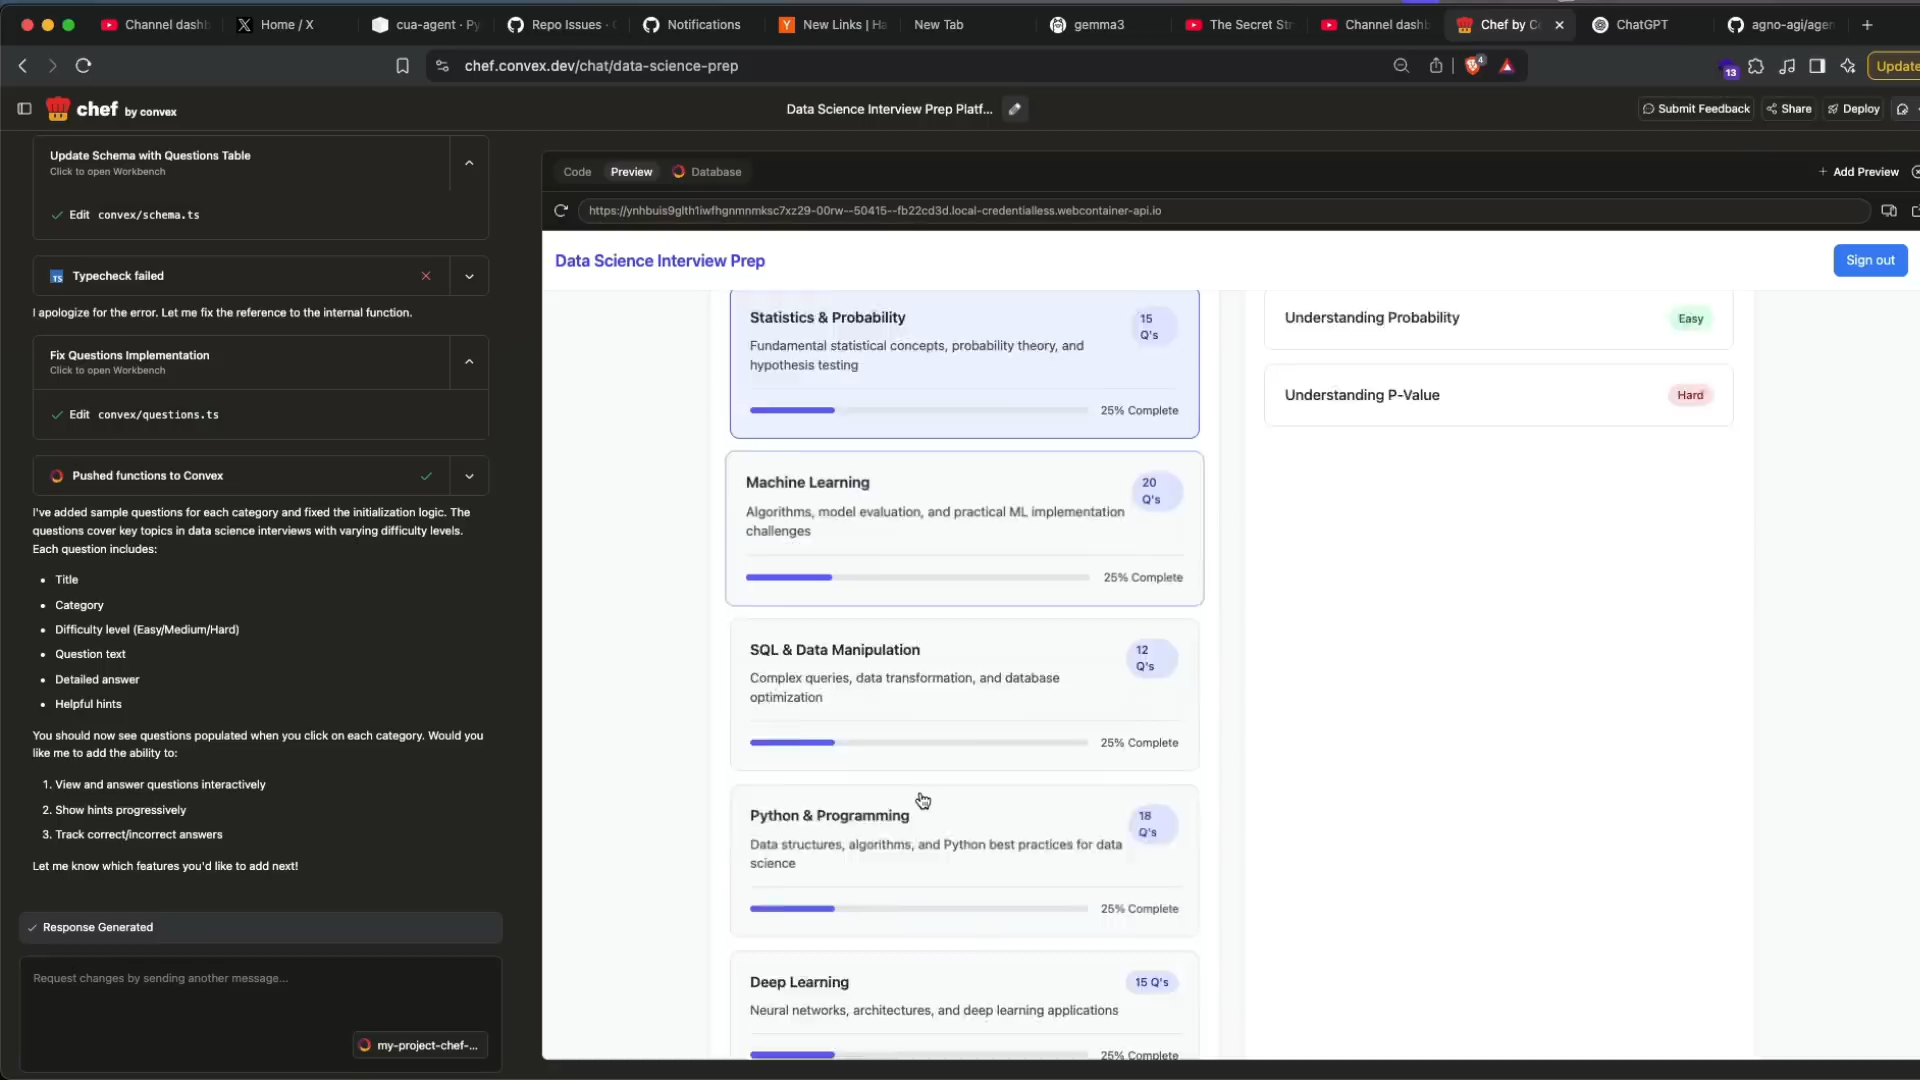 Channel dashb
Home / X
cua-agent · Py
Repo Issues ·
Notifications
New Links | Ha
New Tab
gemma3
The Secret Str
Channel dashb
Chef by Co
ChatGPT
agno-agi/agen
chef.convex.dev/chat/data-science-prep
4
13
Update
chef by convex
Data Science Interview Prep Platf...
Submit Feedback
Share
Deploy
Update Schema with Questions Table
Click to open Workbench
Edit convex/schema.ts
TS Typecheck failed
I apologize for the error. Let me fix the reference to the internal function.
Fix Questions Implementation
Click to open Workbench
Edit convex/questions.ts
Pushed functions to Convex
I've added sample questions for each category and fixed the initialization logic. The
questions cover key topics in data science interviews with varying difficulty levels.
Each question includes:
• Title
• Category
• Difficulty level (Easy/Medium/Hard)
• Question text
• Detailed answer
• Helpful hints
You should now see questions populated when you click on each category. Would you
like me to add the ability to:
1. View and answer questions interactively
2. Show hints progressively
3. Track correct/incorrect answers
Let me know which features you'd like to add next!
Response Generated
Request changes by sending another message...
my-project-chef-...
Code
Preview
Database
+ Add Preview
https://ynhbuis9glth1iwfhgnmnmksc7xz29-00rw--50415--fb22cd3d.local-credentialless.webcontainer-api.io
Data Science Interview Prep
Sign out
Statistics & Probability
15
Q's
Fundamental statistical concepts, probability theory, and
hypothesis testing
25% Complete
Machine Learning
20
Q's
Algorithms, model evaluation, and practical ML implementation
challenges
25% Complete
SQL & Data Manipulation
12
Q's
Complex queries, data transformation, and database
optimization
25% Complete
Python & Programming
18
Q's
Data structures, algorithms, and Python best practices for data
science
25% Complete
Deep Learning
15 Q's
Neural networks, architectures, and deep learning applications
25% Complete
Understanding Probability
Easy
Understanding P-Value
Hard